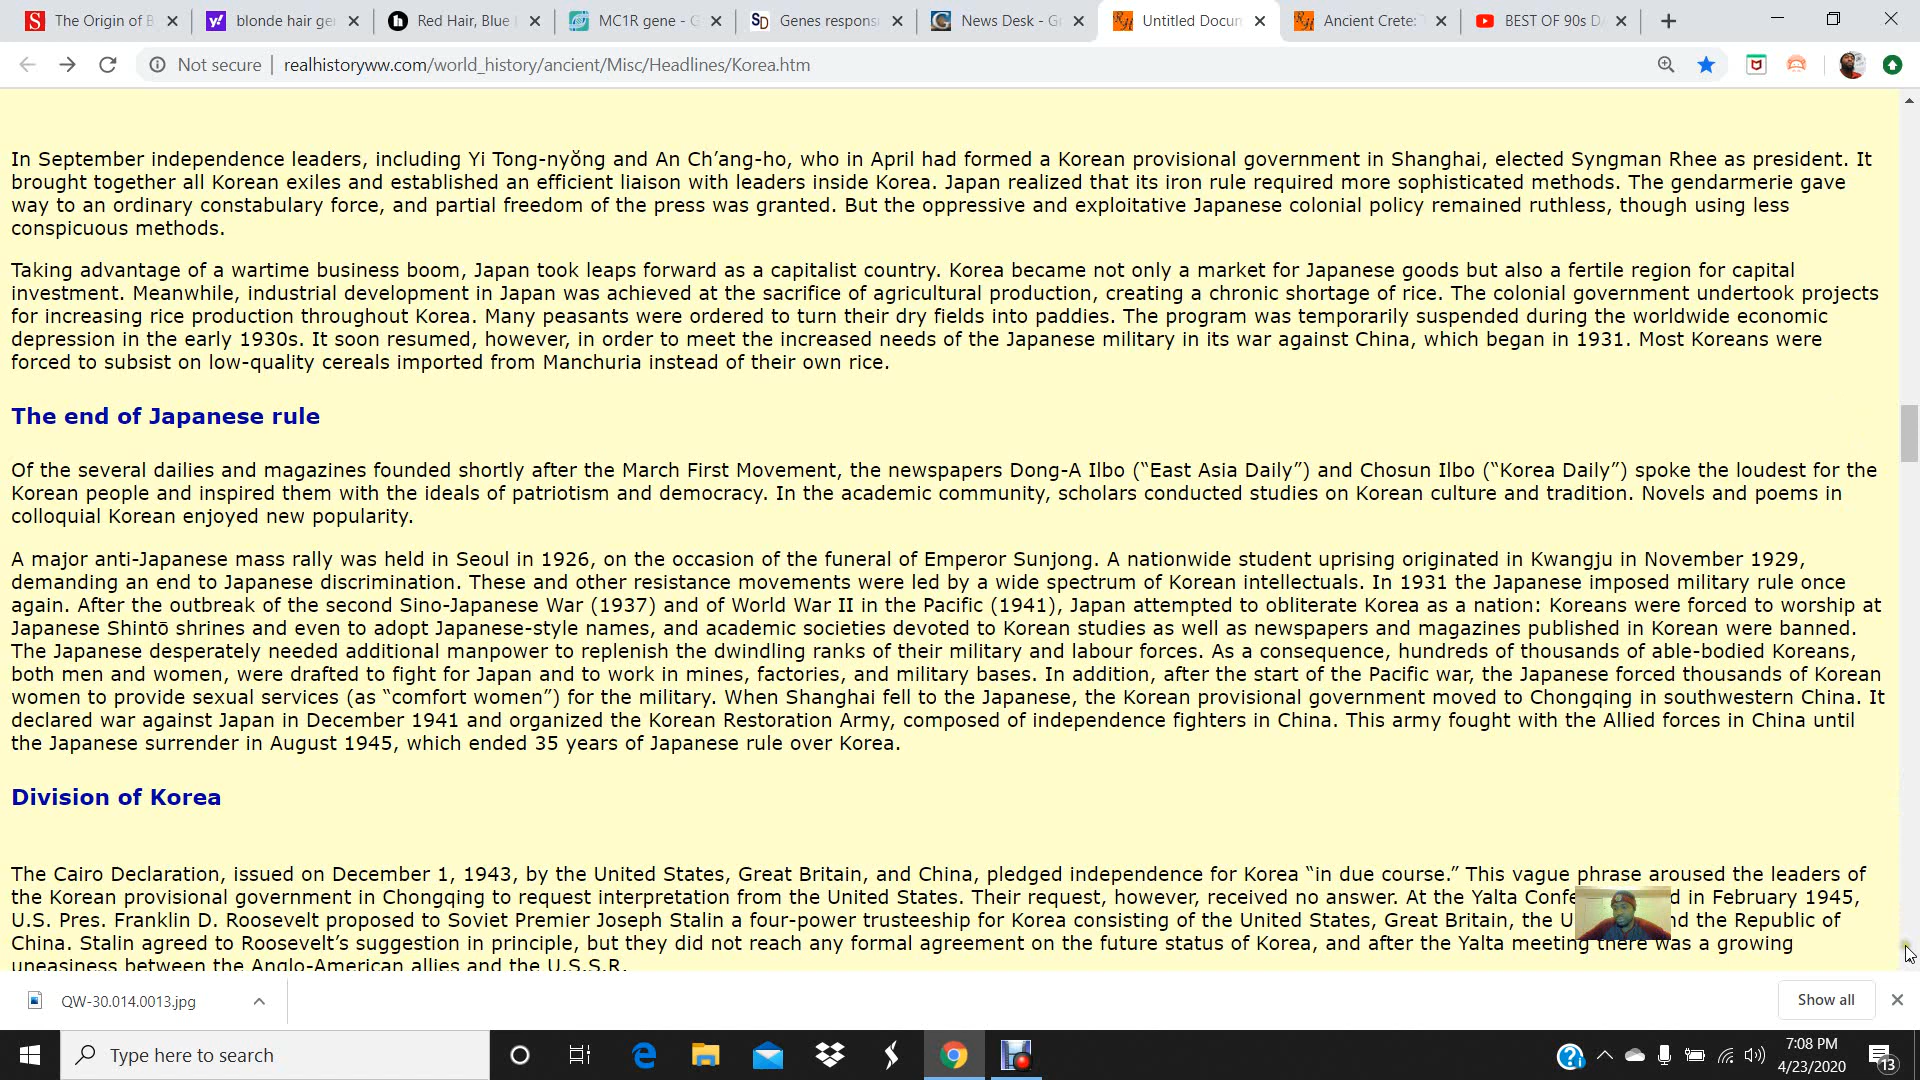 The Origin of B
blonde hair ge
Red Hair, Blue
MC1R gene - G
Genes respons
News Desk - G
Untitled Docum
Ancient Crete:
BEST OF 90s D
Not secure
realhistoryww.com/world_history/ancient/Misc/Headlines/Korea.htm
In September independence leaders, including Yi Tong-nyŏng and An Ch’ang-ho, who in April had formed a Korean provisional government in Shanghai, elected Syngman Rhee as president. It
brought together all Korean exiles and established an efficient liaison with leaders inside Korea. Japan realized that its iron rule required more sophisticated methods. The gendarmerie gave
way to an ordinary constabulary force, and partial freedom of the press was granted. But the oppressive and exploitative Japanese colonial policy remained ruthless, though using less
conspicuous methods.
Taking advantage of a wartime business boom, Japan took leaps forward as a capitalist country. Korea became not only a market for Japanese goods but also a fertile region for capital
investment. Meanwhile, industrial development in Japan was achieved at the sacrifice of agricultural production, creating a chronic shortage of rice. The colonial government undertook projects
for increasing rice production throughout Korea. Many peasants were ordered to turn their dry fields into paddies. The program was temporarily suspended during the worldwide economic
depression in the early 1930s. It soon resumed, however, in order to meet the increased needs of the Japanese military in its war against China, which began in 1931. Most Koreans were
forced to subsist on low-quality cereals imported from Manchuria instead of their own rice.
The end of Japanese rule
Of the several dailies and magazines founded shortly after the March First Movement, the newspapers Dong-A Ilbo (“East Asia Daily”) and Chosun Ilbo (“Korea Daily”) spoke the loudest for the
Korean people and inspired them with the ideals of patriotism and democracy. In the academic community, scholars conducted studies on Korean culture and tradition. Novels and poems in
colloquial Korean enjoyed new popularity.
A major anti-Japanese mass rally was held in Seoul in 1926, on the occasion of the funeral of Emperor Sunjong. A nationwide student uprising originated in Kwangju in November 1929,
demanding an end to Japanese discrimination. These and other resistance movements were led by a wide spectrum of Korean intellectuals. In 1931 the Japanese imposed military rule once
again. After the outbreak of the second Sino-Japanese War (1937) and of World War II in the Pacific (1941), Japan attempted to obliterate Korea as a nation: Koreans were forced to worship at
Japanese Shintō shrines and even to adopt Japanese-style names, and academic societies devoted to Korean studies as well as newspapers and magazines published in Korean were banned.
The Japanese desperately needed additional manpower to replenish the dwindling ranks of their military and labour forces. As a consequence, hundreds of thousands of able-bodied Koreans,
both men and women, were drafted to fight for Japan and to work in mines, factories, and military bases. In addition, after the start of the Pacific war, the Japanese forced thousands of Korean
women to provide sexual services (as “comfort women”) for the military. When Shanghai fell to the Japanese, the Korean provisional government moved to Chongqing in southwestern China. It
declared war against Japan in December 1941 and organized the Korean Restoration Army, composed of independence fighters in China. This army fought with the Allied forces in China until
the Japanese surrender in August 1945, which ended 35 years of Japanese rule over Korea.
Division of Korea
The Cairo Declaration, issued on December 1, 1943, by the United States, Great Britain, and China, pledged independence for Korea “in due course.” This vague phrase aroused the leaders of
the Korean provisional government in Chongqing to request interpretation from the United States. Their request, however, received no answer. At the Yalta Confe d in February 1945,
U.S. Pres. Franklin D. Roosevelt proposed to Soviet Premier Joseph Stalin a four-power trusteeship for Korea consisting of the United States, Great Britain, the U nd the Republic of
China. Stalin agreed to Roosevelt’s suggestion in principle, but they did not reach any formal agreement on the future status of Korea, and after the Yalta meeting there was a growing
uneasiness between the Anglo-American allies and the U.S.S.R.
QW-30.014.0013.jpg
Show all
Type here to search
7:08 PM
4/23/2020
13